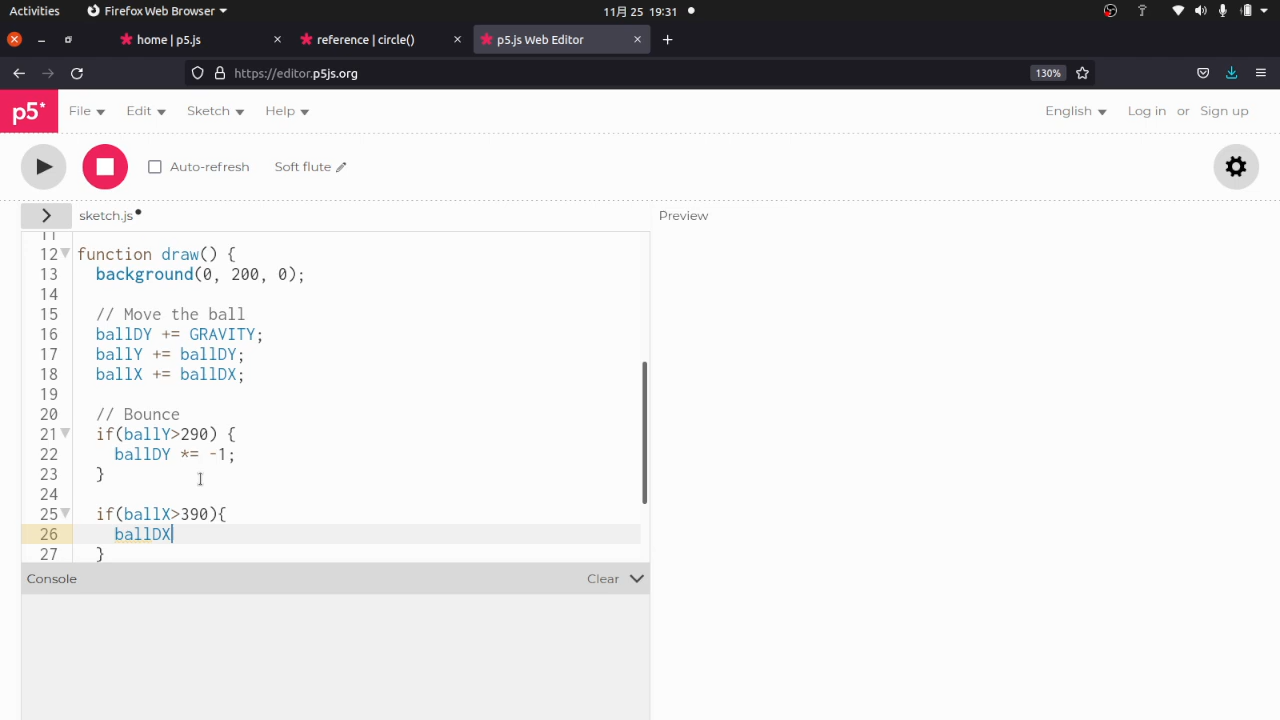 Activities Firefox Web Browser 11月 25 19:31
home | p5.js reference | circle() p5.js Web Editor
https://editor.p5js.org 130%
p5* File Edit Sketch Help English Log in or Sign up
Auto-refresh Soft flute
sketch.js Preview
11
12 function draw() {
13 background(0, 200, 0);
14
15 // Move the ball
16 ballDY += GRAVITY;
17 ballY += ballDY;
18 ballX += ballDX;
19
20 // Bounce
21 if(ballY>290) {
22 ballDY *= -1;
23 }
24
25 if(ballX>390){
26 ballDX
27 }
Console Clear